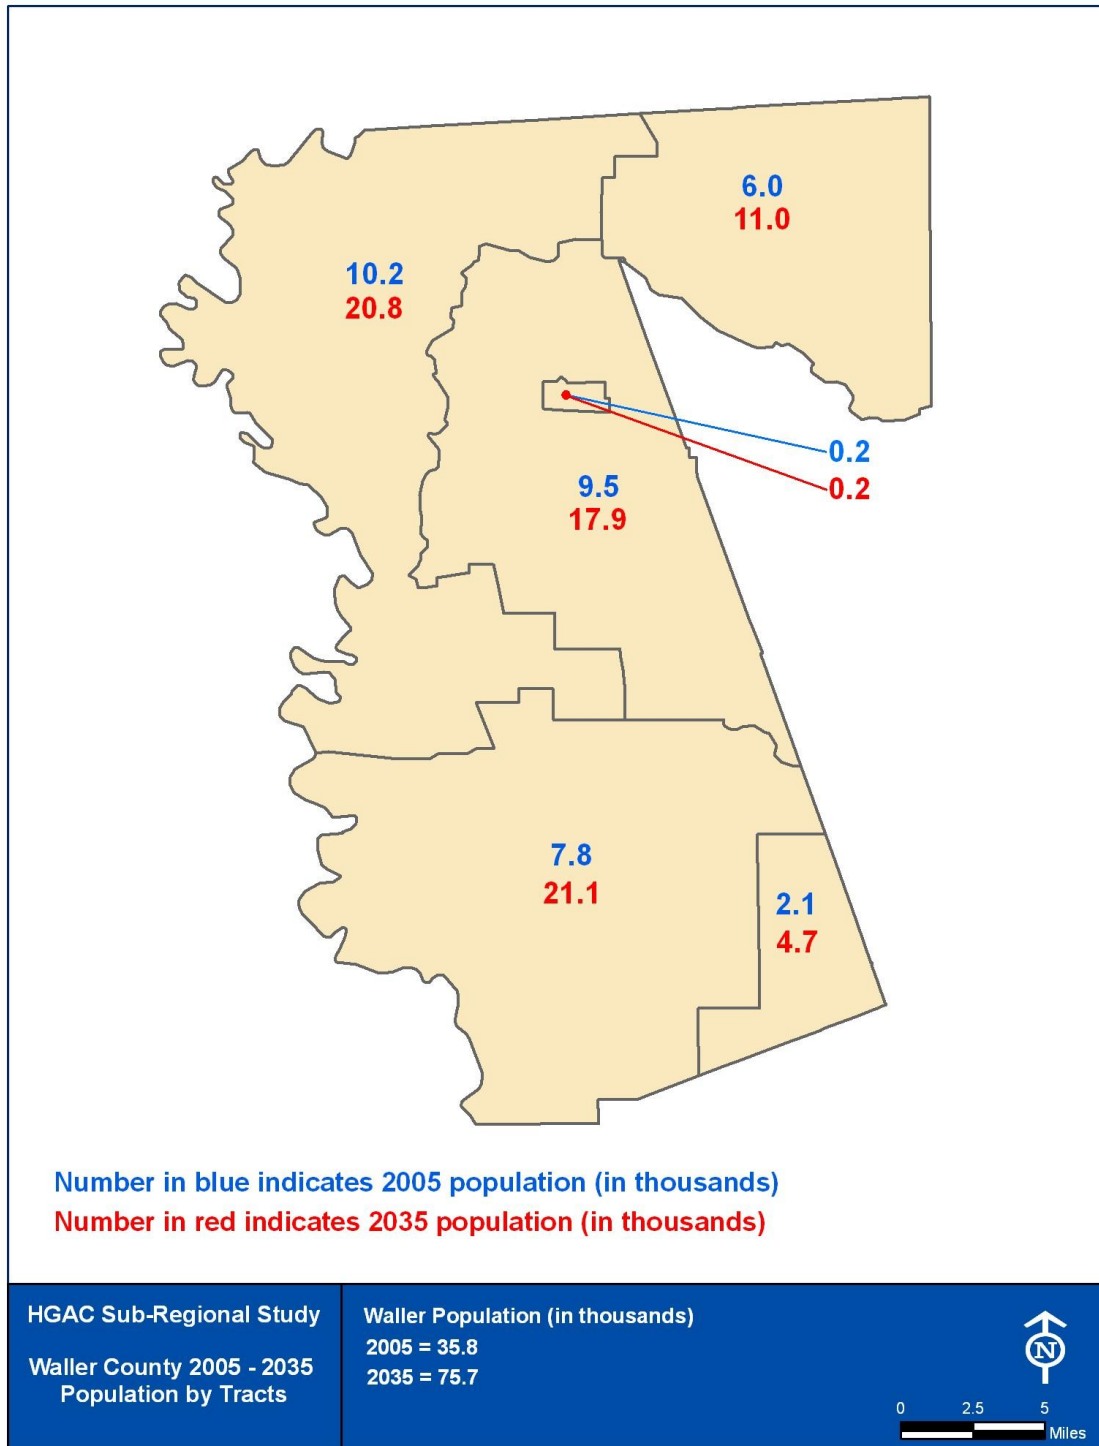 6.0
11.0
10.2
20.8
0.2
0.2
9.5
17.9
7.8
21.1
2.1
4.7
Number in blue indicates 2005 population (in thousands)
Number in red indicates 2035 population (in thousands)
HGAC Sub-Regional Study
Waller County 2005 - 2035
Population by Tracts
Waller Population (in thousands)
2005 = 35.8
2035 = 75.7
N
0 2.5 5
Miles